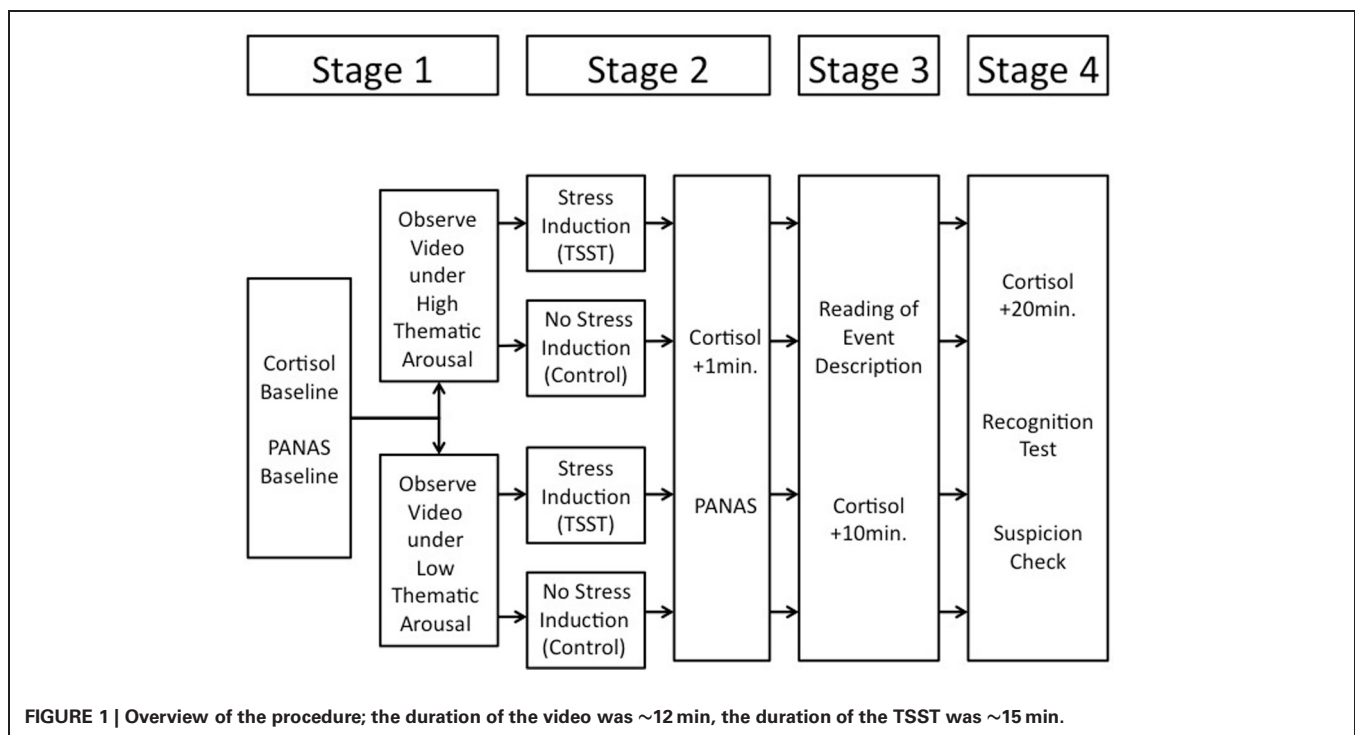 Stage 1
Stage 2
Stage 3
Stage 4
Cortisol
Baseline
PANAS
Baseline
Observe
Video
under
High
Thematic
Arousal
Observe
Video
under
Low
Thematic
Arousal
Stress
Induction
(TSST)
No Stress
Induction
(Control)
Stress
Induction
(TSST)
No Stress
Induction
(Control)
Cortisol
+1min.
PANAS
Reading of
Event
Description
Cortisol
+10min.
Cortisol
+20min.
Recognition
Test
Suspicion
Check
FIGURE 1 | Overview of the procedure; the duration of the video was ~12 min, the duration of the TSST was ~15 min.